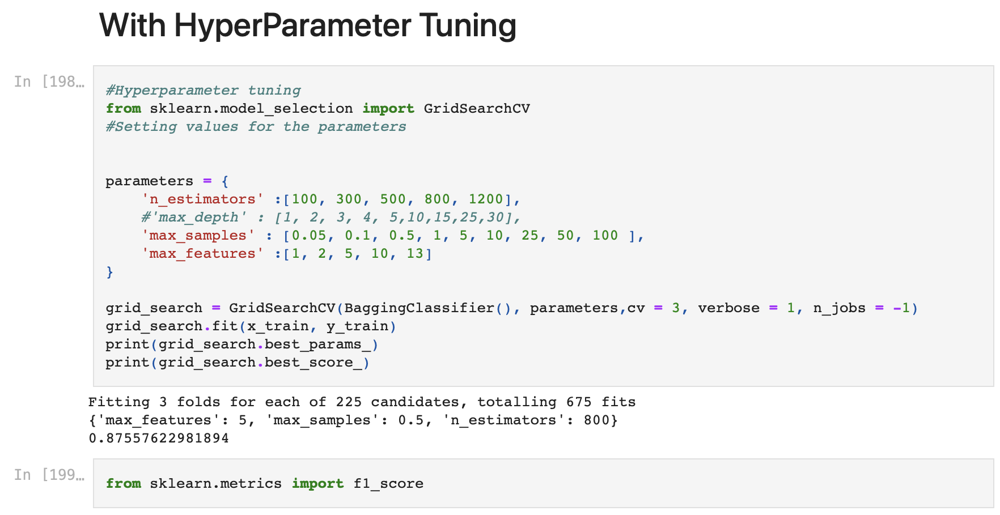 With HyperParameter Tuning
In [198…
#Hyperparameter tuning
from sklearn.model_selection import GridSearchCV
#Setting values for the parameters
parameters = {
    'n_estimators' :[100, 300, 500, 800, 1200],
    #'max_depth' : [1, 2, 3, 4, 5,10,15,25,30],
    'max_samples' : [0.05, 0.1, 0.5, 1, 5, 10, 25, 50, 100 ],
    'max_features' :[1, 2, 5, 10, 13]
}
grid_search = GridSearchCV(BaggingClassifier(), parameters,cv = 3, verbose = 1, n_jobs = -1)
grid_search.fit(x_train, y_train)
print(grid_search.best_params_)
print(grid_search.best_score_)
Fitting 3 folds for each of 225 candidates, totalling 675 fits
{'max_features': 5, 'max_samples': 0.5, 'n_estimators': 800}
0.87557622981894
In [199…
from sklearn.metrics import f1_score